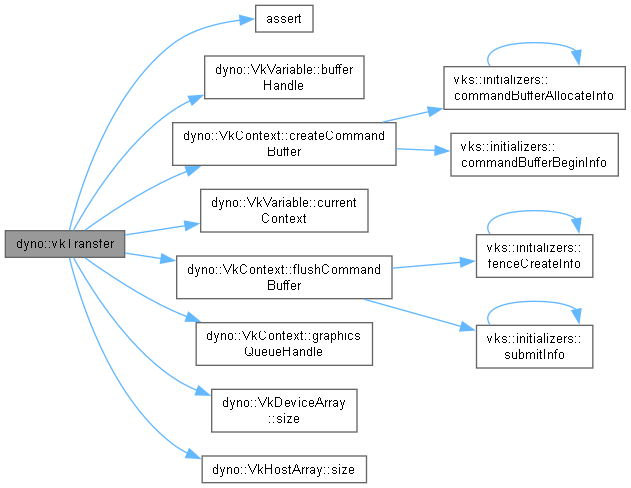 assert
dyno::VkVariable::buffer
Handle
dyno::VkContext::createCommand
Buffer
dyno::VkVariable::current
Context
dyno::vkTransfer
dyno::VkContext::flushCommand
Buffer
dyno::VkContext::graphics
QueueHandle
dyno::VkDeviceArray
::size
dyno::VkHostArray::size
vks::initializers::
commandBufferAllocateInfo
vks::initializers::
commandBufferBeginInfo
vks::initializers::
fenceCreateInfo
vks::initializers::
submitInfo